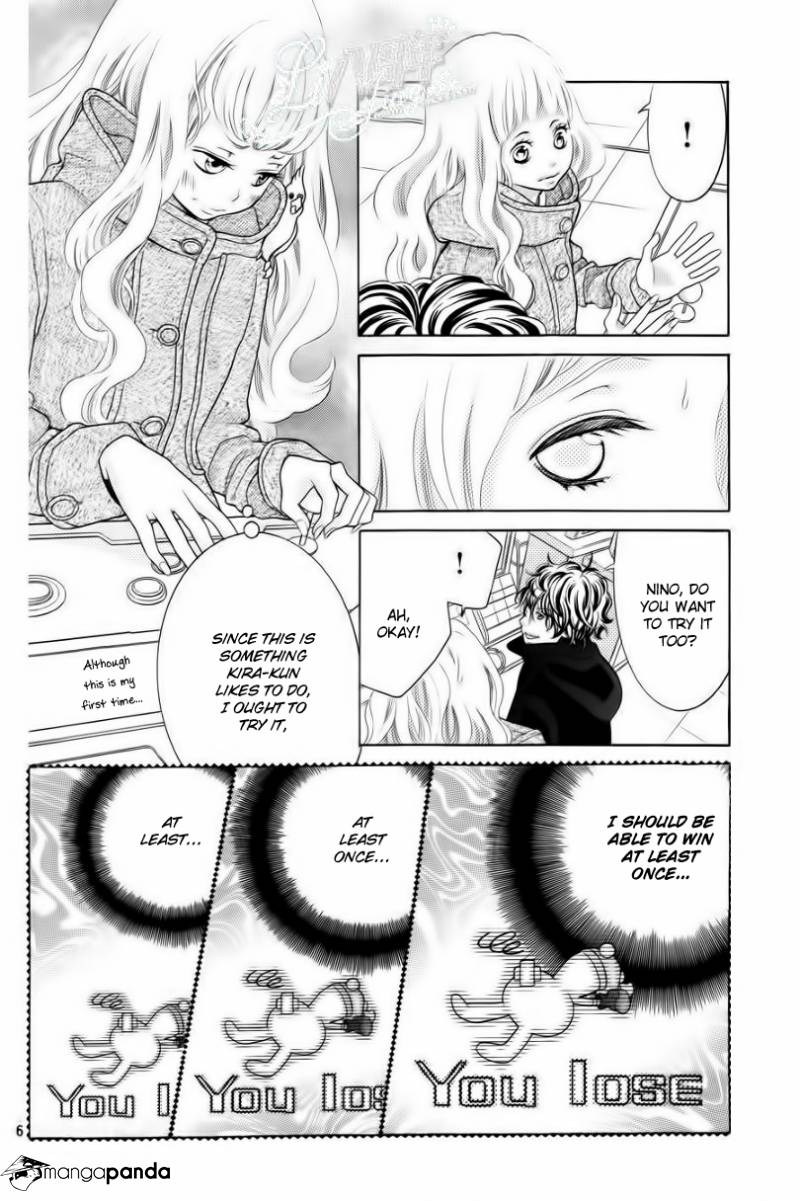 !
NINO, DO
YOU WANT
TO TRY IT
TOO?
!
AH,
OKAY!
SINCE THIS IS
SOMETHING
KIRA-KUN
LIKES TO DO,
I OUGHT TO
TRY IT,
Although
this is my
first time...
AT
LEAST...
AT
LEAST
ONCE...
I SHOULD BE
ABLE TO WIN
AT LEAST
ONCE...
You l
You los
You lose
6
mangapanda